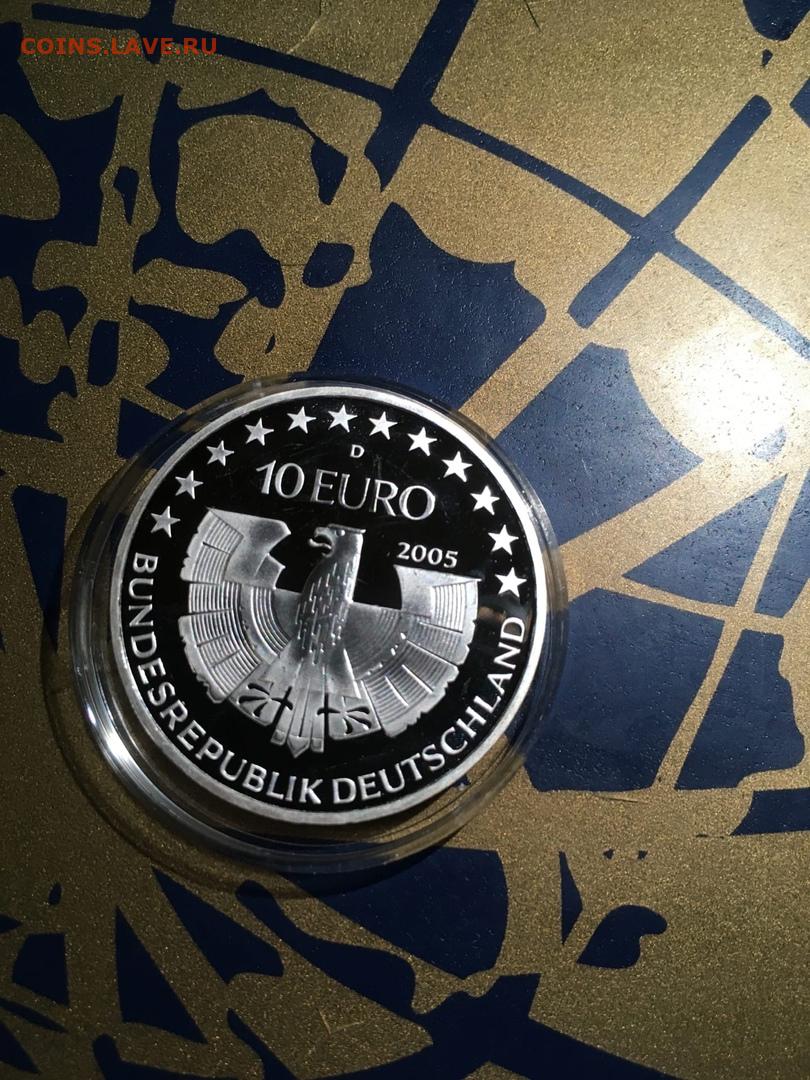 COINS.LAVE.RU
D
10 EURO
2005
BUNDESREPUBLIK DEUTSCHLAND